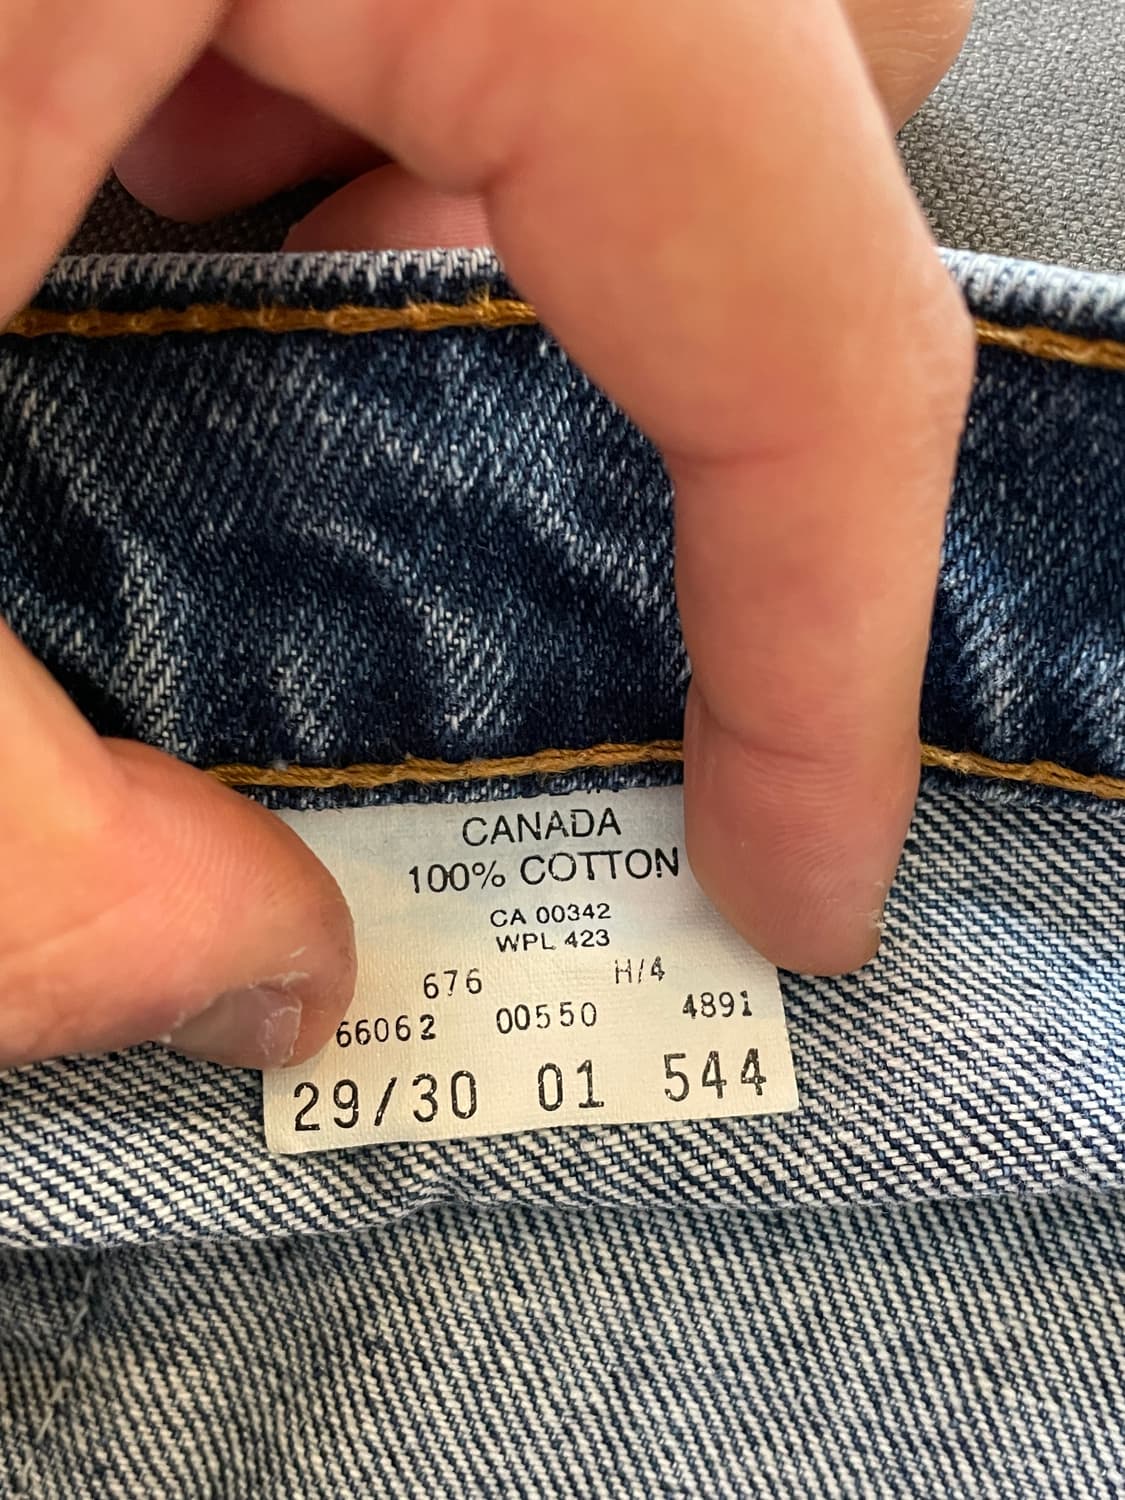 CANADA
100% COTTON
CA 00342
WPL 423
676 H/4
66062 00550 4891
29/30 01 544